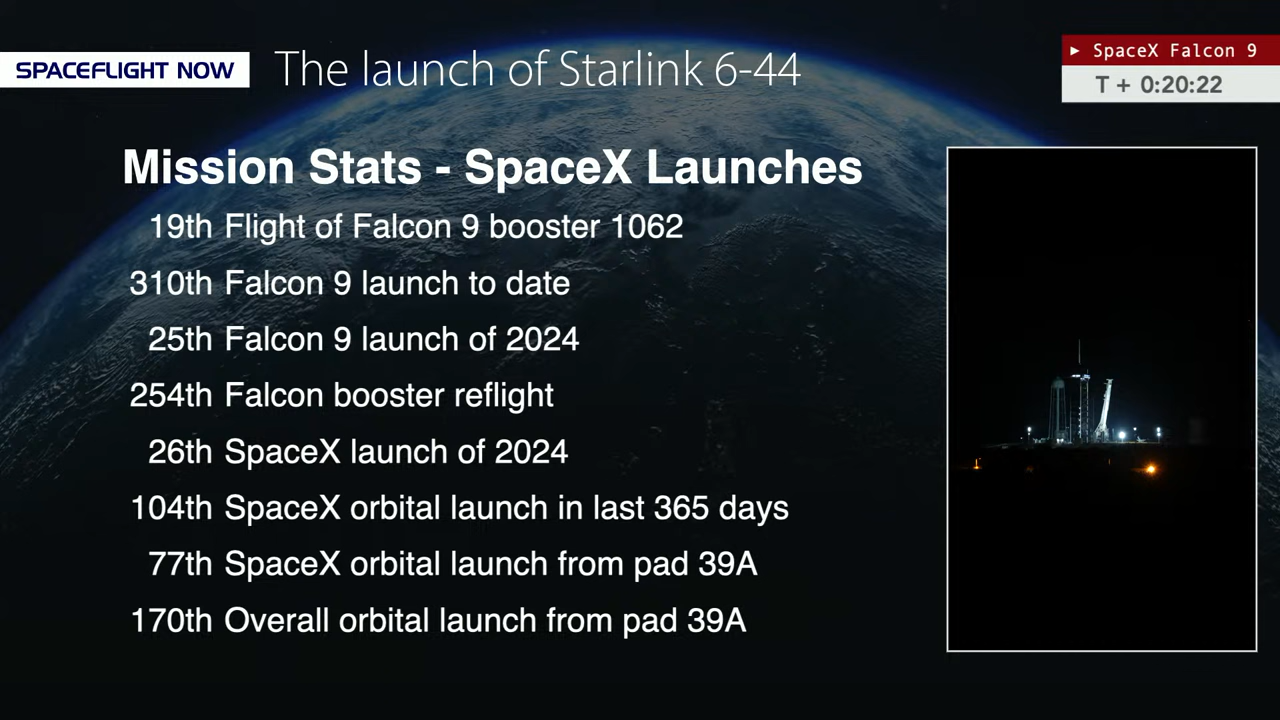 SPACEFLIGHT NOW
The launch of Starlink 6-44
▶ SpaceX Falcon 9
T + 0:20:22
Mission Stats - SpaceX Launches
19th Flight of Falcon 9 booster 1062
310th Falcon 9 launch to date
25th Falcon 9 launch of 2024
254th Falcon booster reflight
26th SpaceX launch of 2024
104th SpaceX orbital launch in last 365 days
77th SpaceX orbital launch from pad 39A
170th Overall orbital launch from pad 39A